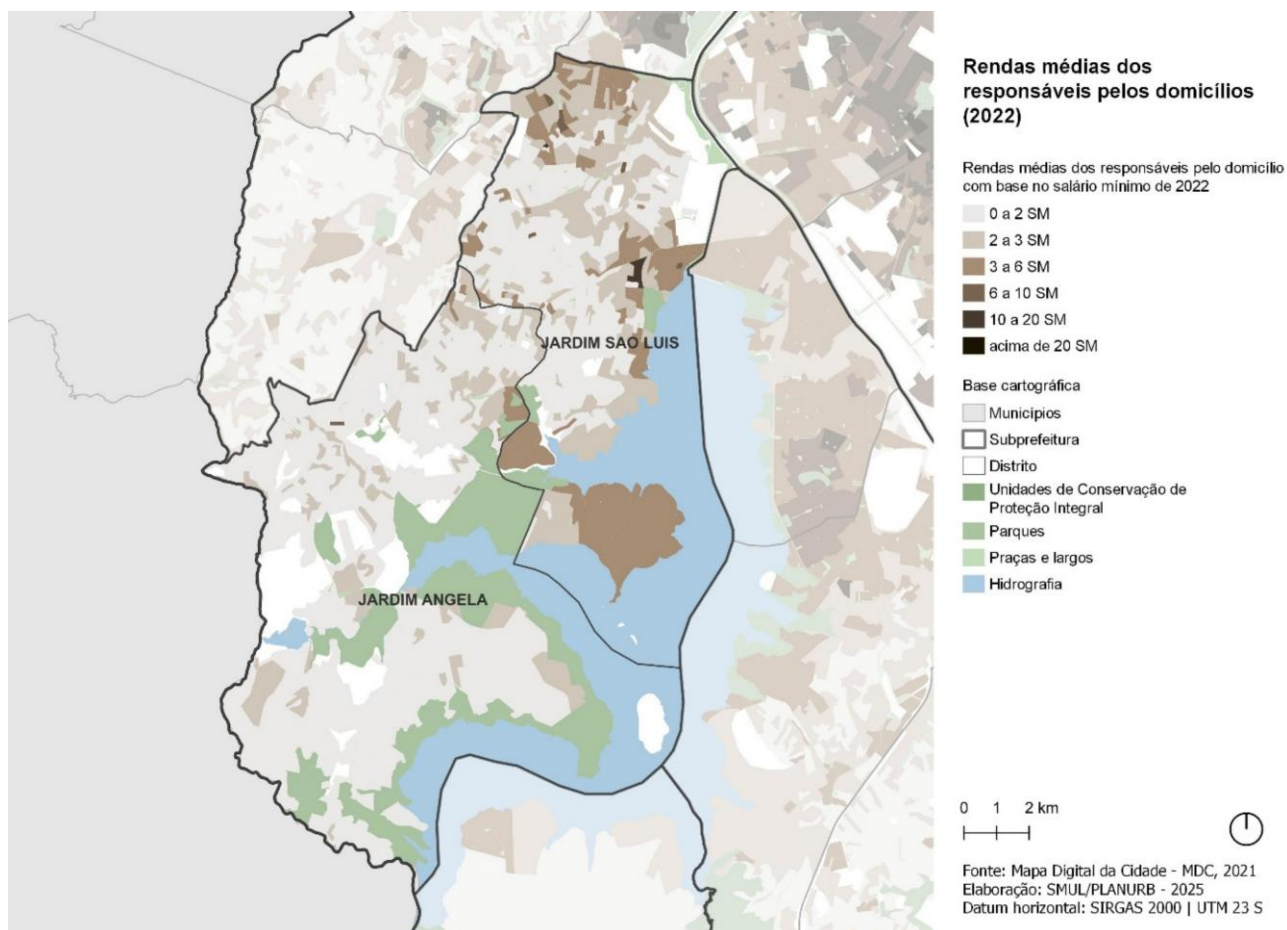 Rendas médias dos
responsáveis pelos domicílios
(2022)
Rendas médias dos responsáveis pelo domicílio
com base no salário mínimo de 2022
0 a 2 SM
2 a 3 SM
3 a 6 SM
6 a 10 SM
10 a 20 SM
acima de 20 SM
Base cartográfica
Municípios
Subprefeitura
Distrito
Unidades de Conservação de
Proteção Integral
Parques
Praças e largos
Hidrografia
JARDIM SAO LUIS
JARDIM ANGELA
0 1 2 km
Fonte: Mapa Digital da Cidade - MDC, 2021
Elaboração: SMUL/PLANURB - 2025
Datum horizontal: SIRGAS 2000 | UTM 23 S